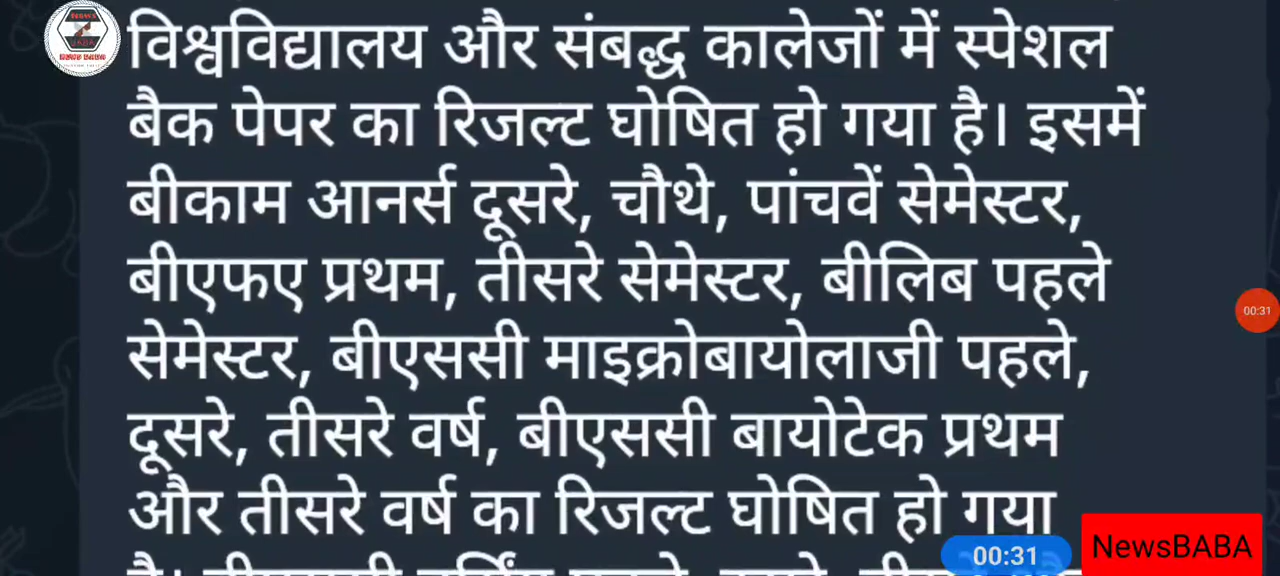 विश्वविद्यालय और संबद्ध कालेजों में स्पेशल
बैक पेपर का रिजल्ट घोषित हो गया है। इसमें
बीकाम आनर्स दूसरे, चौथे, पांचवें सेमेस्टर,
बीएफए प्रथम, तीसरे सेमेस्टर, बीलिब पहले
सेमेस्टर, बीएससी माइक्रोबायोलाजी पहले,
दूसरे, तीसरे वर्ष, बीएससी बायोटेक प्रथम
और तीसरे वर्ष का रिजल्ट घोषित हो गया
00:31
00:31
NewsBABA